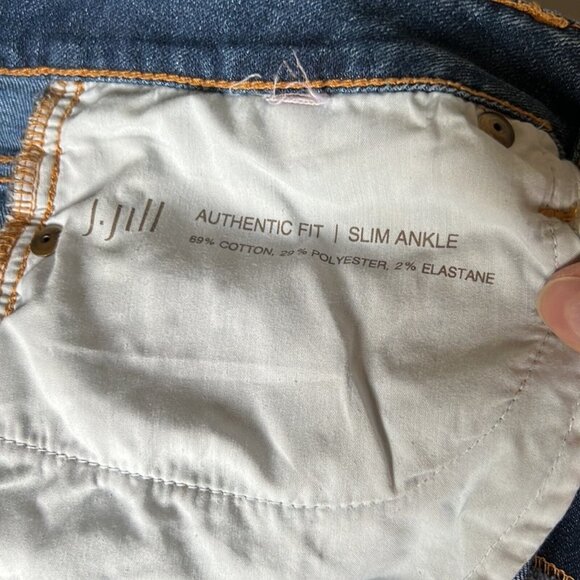 J.Jill AUTHENTIC FIT | SLIM ANKLE
69% COTTON, 29% POLYESTER, 2% ELASTANE